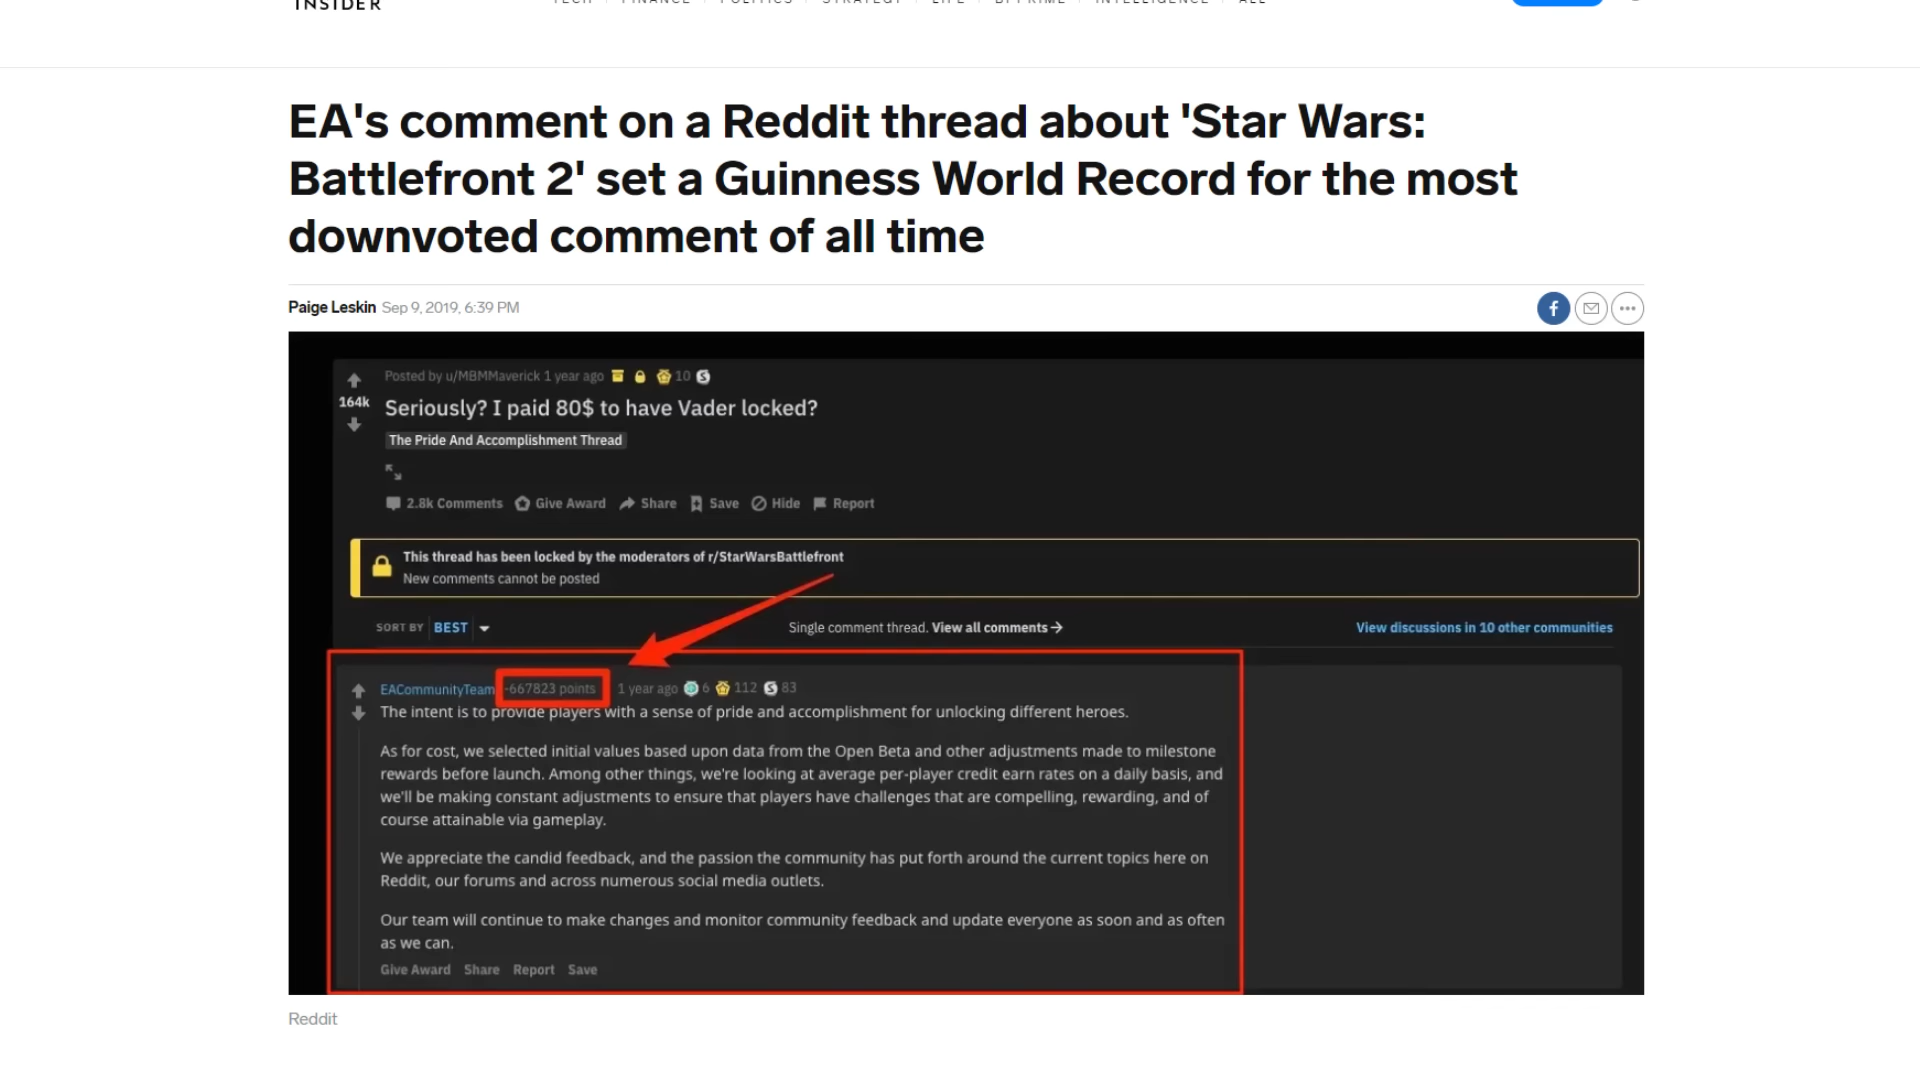 INSIDER
TECH FINANCE POLITICS STRATEGY LIFE BI PRIME INTELLIGENCE ALL
EA's comment on a Reddit thread about 'Star Wars:
Battlefront 2' set a Guinness World Record for the most
downvoted comment of all time
Paige Leskin Sep 9, 2019, 6:39 PM
Posted by u/MBMMaverick 1 year ago 10
164k
Seriously? I paid 80$ to have Vader locked?
The Pride And Accomplishment Thread
2.8k Comments Give Award Share Save Hide Report
This thread has been locked by the moderators of r/StarWarsBattlefront
New comments cannot be posted
SORT BY BEST Single comment thread. View all comments → View discussions in 10 other communities
EACommunityTeam -667823 points 1 year ago 6 112 83
The intent is to provide players with a sense of pride and accomplishment for unlocking different heroes.
As for cost, we selected initial values based upon data from the Open Beta and other adjustments made to milestone
rewards before launch. Among other things, we're looking at average per-player credit earn rates on a daily basis, and
we'll be making constant adjustments to ensure that players have challenges that are compelling, rewarding, and of
course attainable via gameplay.
We appreciate the candid feedback, and the passion the community has put forth around the current topics here on
Reddit, our forums and across numerous social media outlets.
Our team will continue to make changes and monitor community feedback and update everyone as soon and as often
as we can.
Give Award Share Report Save
Reddit